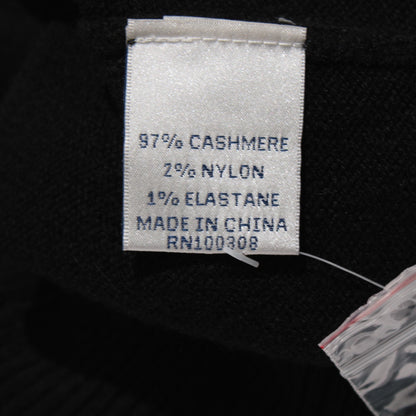 97% CASHMERE
2% NYLON
1% ELASTANE
MADE IN CHINA
RN100308